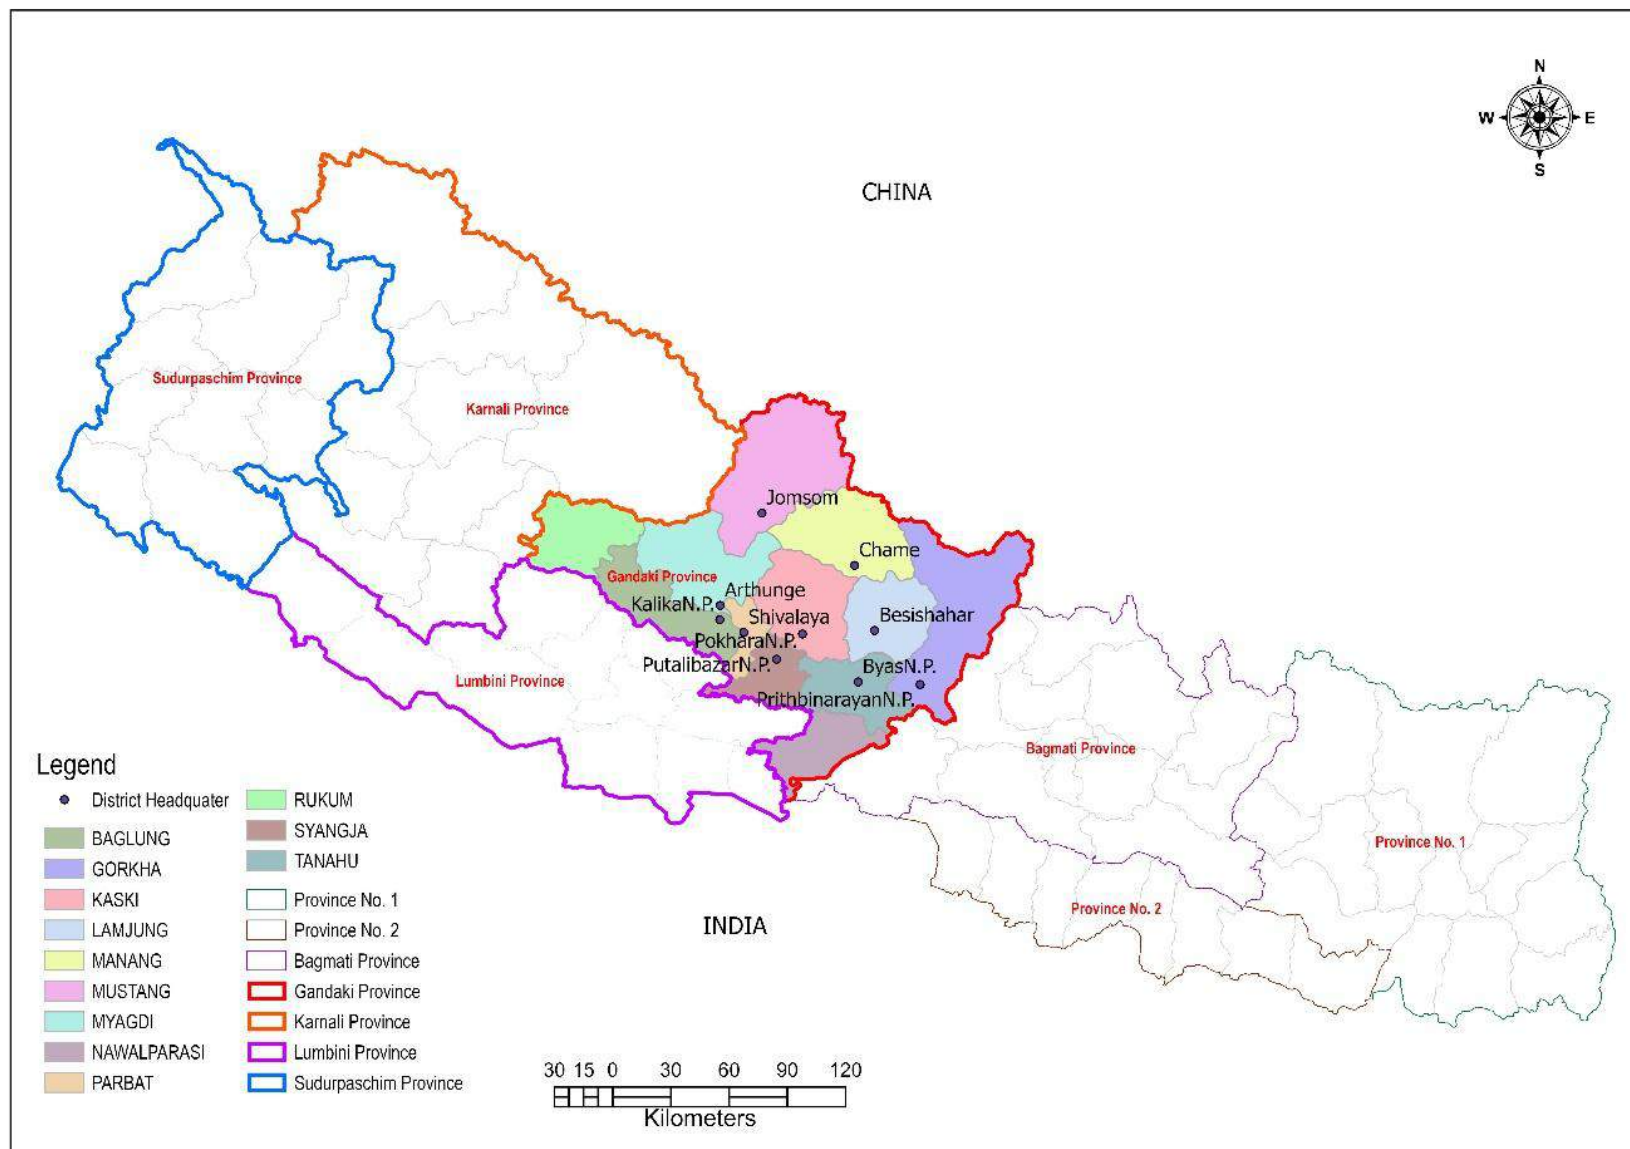 N
W
E
S
CHINA
Sudurpaschim Province
Karnali Province
Jomsom
Chame
Gandaki Province
Arthunge
KalikaN.P.
Shivalaya
Besishahar
PokharaN.P.
PutalibazarN.P.
ByasN.P.
Lumbini Province
PrithbinarayanN.P.
Bagmati Province
Province No. 1
Province No. 2
INDIA
Legend
District Headquater
BAGLUNG
GORKHA
KASKI
LAMJUNG
MANANG
MUSTANG
MYAGDI
NAWALPARASI
PARBAT
RUKUM
SYANGJA
TANAHU
Province No. 1
Province No. 2
Bagmati Province
Gandaki Province
Karnali Province
Lumbini Province
Sudurpaschim Province
30 15 0 30 60 90 120
Kilometers